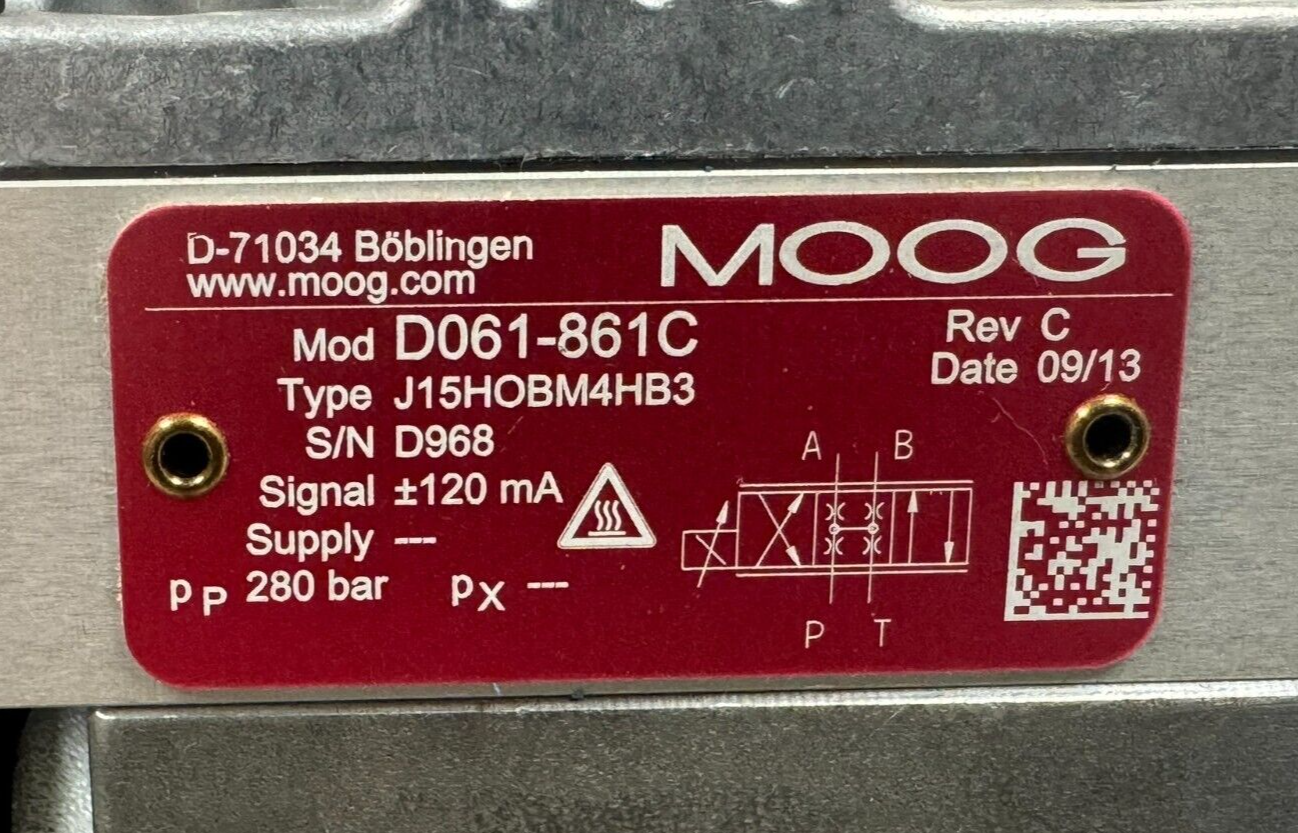 D-71034 Böblingen
www.moog.com
MOOG
Mod D061-861C
Type J15HOBM4HB3
S/N D968
Signal ±120 mA
Supply ---
pP 280 bar pX ---
Rev C
Date 09/13
A B
P T